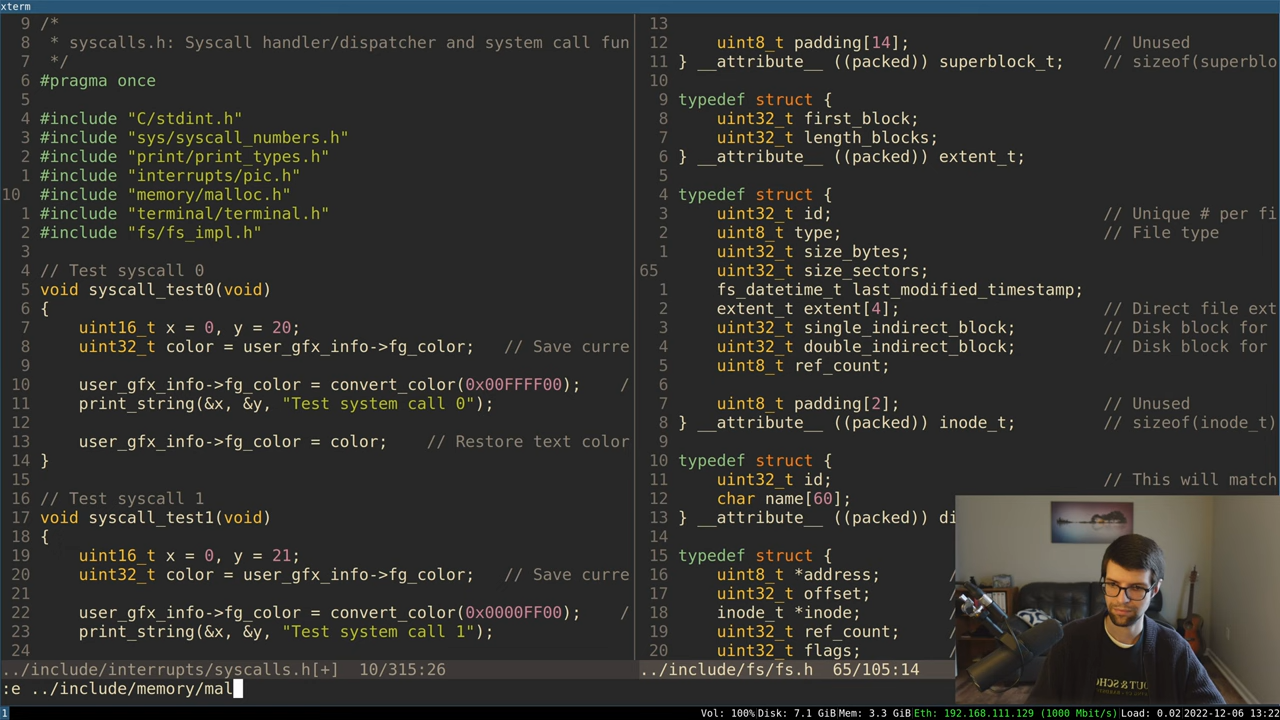 xterm
9 /*
8  * syscalls.h: Syscall handler/dispatcher and system call fun
7  */
6 #pragma once
5
4 #include "C/stdint.h"
3 #include "sys/syscall_numbers.h"
2 #include "print/print_types.h"
1 #include "interrupts/pic.h"
10 #include "memory/malloc.h"
1 #include "terminal/terminal.h"
2 #include "fs/fs_impl.h"
3
4 // Test syscall 0
5 void syscall_test0(void)
6 {
7     uint16_t x = 0, y = 20;
8     uint32_t color = user_gfx_info->fg_color;   // Save curre
9
10     user_gfx_info->fg_color = convert_color(0x00FFFF00);    /
11     print_string(&x, &y, "Test system call 0");
12
13     user_gfx_info->fg_color = color;    // Restore text color
14 }
15
16 // Test syscall 1
17 void syscall_test1(void)
18 {
19     uint16_t x = 0, y = 21;
20     uint32_t color = user_gfx_info->fg_color;   // Save curre
21
22     user_gfx_info->fg_color = convert_color(0x0000FF00);    /
23     print_string(&x, &y, "Test system call 1");
24
../include/interrupts/syscalls.h[+]  10/315:26
13
12     uint8_t padding[14];                    // Unused
11 } __attribute__ ((packed)) superblock_t;    // sizeof(superblo
10
9 typedef struct {
8     uint32_t first_block;
7     uint32_t length_blocks;
6 } __attribute__ ((packed)) extent_t;
5
4 typedef struct {
3     uint32_t id;                            // Unique # per fi
2     uint8_t type;                           // File type
1     uint32_t size_bytes;
65     uint32_t size_sectors;
1     fs_datetime_t last_modified_timestamp;
2     extent_t extent[4];                     // Direct file ext
3     uint32_t single_indirect_block;         // Disk block for
4     uint32_t double_indirect_block;         // Disk block for
5     uint8_t ref_count;
6
7     uint8_t padding[2];                     // Unused
8 } __attribute__ ((packed)) inode_t;         // sizeof(inode_t)
9
10 typedef struct {
11     uint32_t id;                            // This will match
12     char name[60];
13 } __attribute__ ((packed)) di
14
15 typedef struct {
16     uint8_t *address;       /
17     uint32_t offset;        /
18     inode_t *inode;         /
19     uint32_t ref_count;     /
20     uint32_t flags;         /
../include/fs/fs.h  65/105:14
:e ../include/memory/mal
1
Vol: 100% Disk: 7.1 GiB Mem: 3.3 GiB Eth: 192.168.111.129 (1000 Mbit/s) Load: 0.02 2022-12-06 13:22